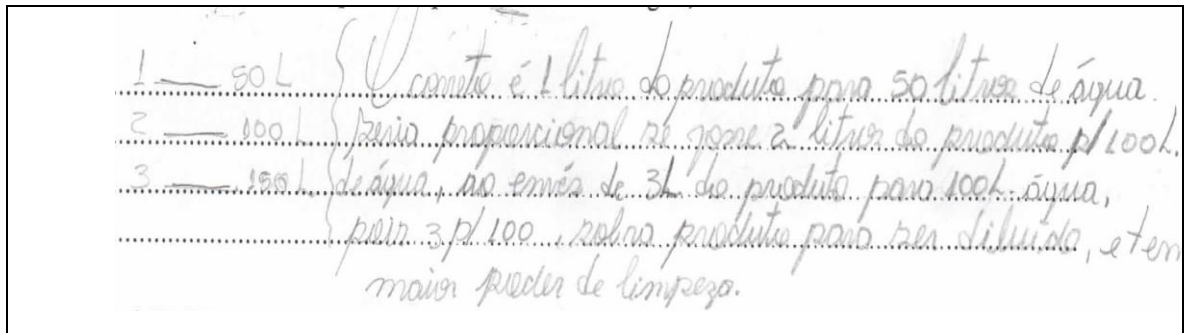 1 — 50 L { O correto é 1 litro do produto para 50 litros de água.
2 — 100 L seria proporcional se fosse 2 litros do produto p/ 100L.
3 — 150 L de água, ao envés de 3L do produto para 100L água,
pois 3 p/ 100, sobra produto para ser diluído, e tem
maior poder de limpeza.